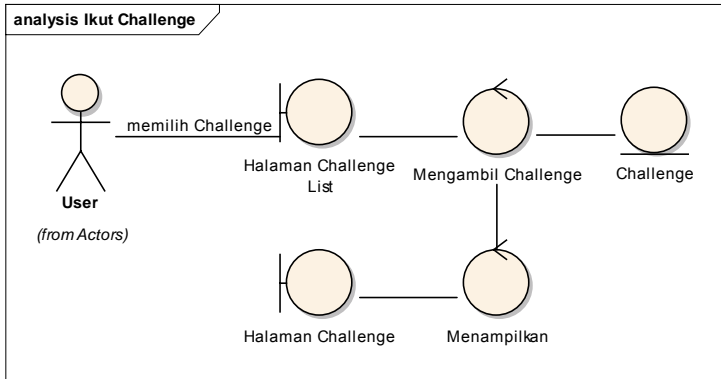 analysis Ikut Challenge
memilih Challenge
Halaman Challenge
List
Mengambil Challenge
Challenge
User
(from Actors)
Halaman Challenge
Menampilkan